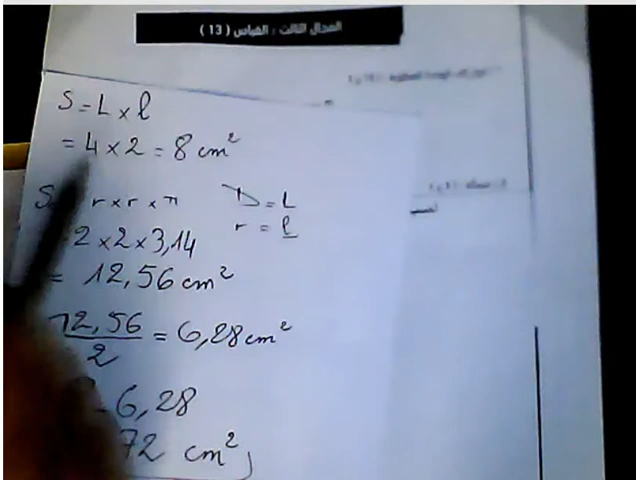 المجال الثالث : القياس ( 13 )
S = L x l
= 4 x 2 = 8 cm²
S r x r x π
D = L
r = l
2 x 2 x 3,14
= 12,56 cm²
12,56
2
= 6,28 cm²
- 6,28
72 cm²